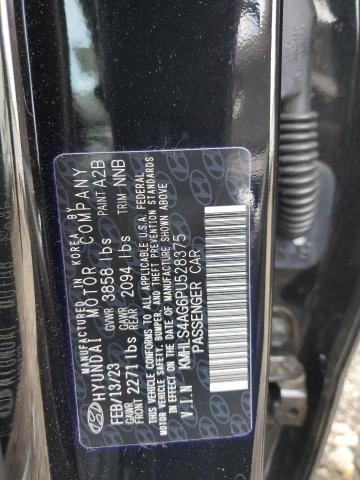 MANUFACTURED IN KOREA BY
HYUNDAI MOTOR COMPANY
FEB/13/23 GVWR 3858 lbs PAINT A2B
GAWR FRONT 2271 lbs GAWR REAR 2094 lbs TRIM NNB
THIS VEHICLE CONFORMS TO ALL APPLICABLE U.S.A. FEDERAL
MOTOR VEHICLE SAFETY, BUMPER, AND THEFT PREVENTION STANDARDS
IN EFFECT ON THE DATE OF MANUFACTURE SHOWN ABOVE.
V.I.N KMHLS4AG6PU528375
PASSENGER CAR